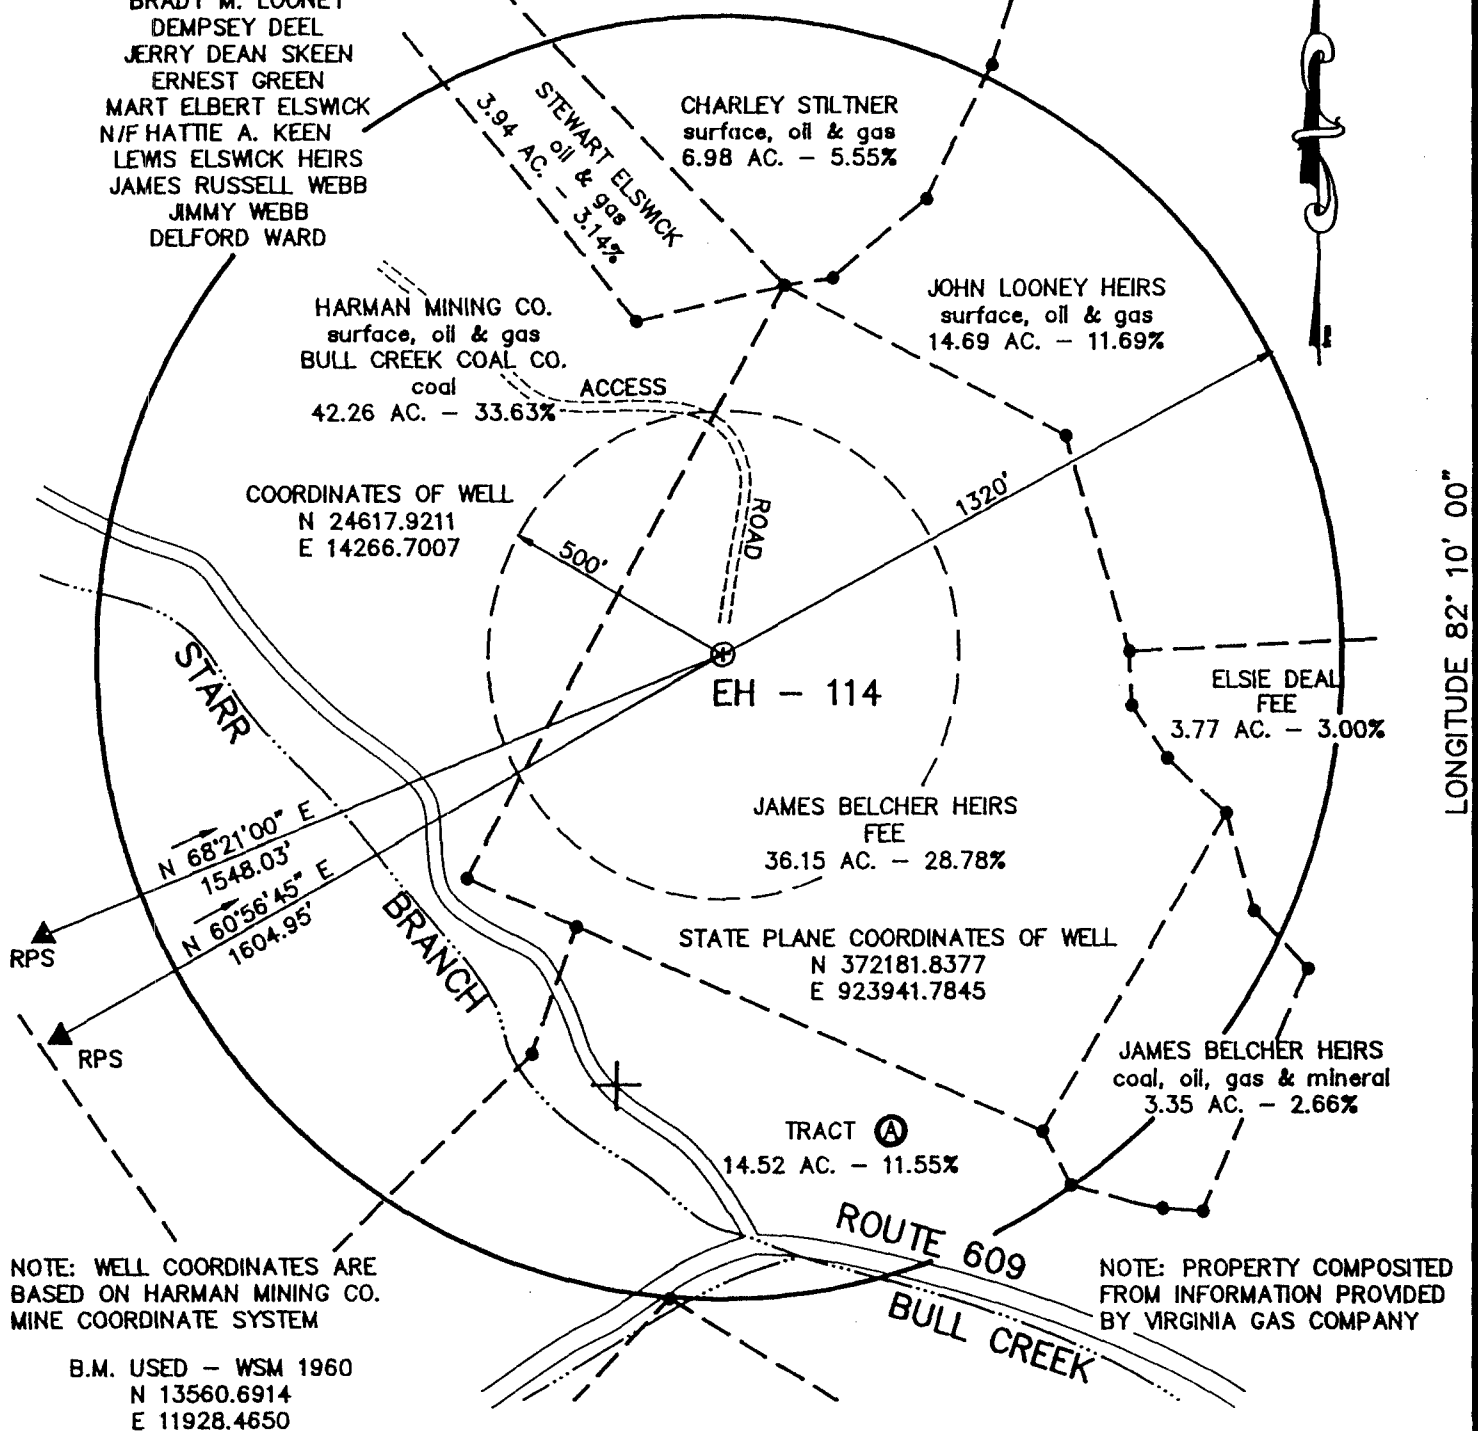 BRADY M. LOONEY
DEMPSEY DEEL
JERRY DEAN SKEEN
ERNEST GREEN
MART ELBERT ELSWICK
N/F HATTIE A. KEEN
LEWIS ELSWICK HEIRS
JAMES RUSSELL WEBB
JIMMY WEBB
DELFORD WARD
STEWART ELSWICK
oil & gas
3.94 AC. - 3.14%
CHARLEY STILTNER
surface, oil & gas
6.98 AC. - 5.55%
HARMAN MINING CO.
surface, oil & gas
BULL CREEK COAL CO.
coal
42.26 AC. - 33.63%
ACCESS
ROAD
JOHN LOONEY HEIRS
surface, oil & gas
14.69 AC. - 11.69%
1320'
COORDINATES OF WELL
N 24617.9211
E 14266.7007
500'
LONGITUDE 82° 10' 00"
EH - 114
ELSIE DEAL
FEE
3.77 AC. - 3.00%
STARR
BRANCH
JAMES BELCHER HEIRS
FEE
36.15 AC. - 28.78%
N 68°21'00" E
1548.03'
N 60°56'45" E
1604.95'
RPS
RPS
STATE PLANE COORDINATES OF WELL
N 372181.8377
E 923941.7845
JAMES BELCHER HEIRS
coal, oil, gas & mineral
3.35 AC. - 2.66%
TRACT A
14.52 AC. - 11.55%
ROUTE 609
BULL CREEK
NOTE: WELL COORDINATES ARE
BASED ON HARMAN MINING CO.
MINE COORDINATE SYSTEM
NOTE: PROPERTY COMPOSITED
FROM INFORMATION PROVIDED
BY VIRGINIA GAS COMPANY
B.M. USED - WSM 1960
N 13560.6914
E 11928.4650